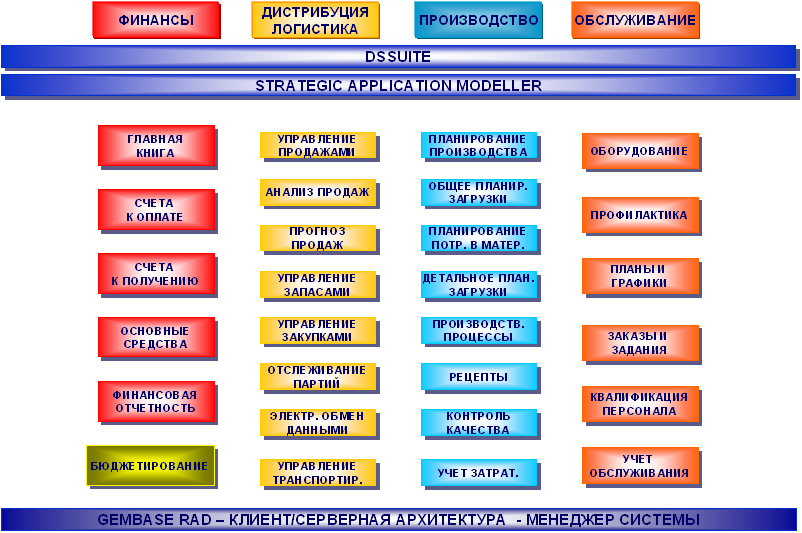 ФИНАНСЫ
ДИСТРИБУЦИЯ
ЛОГИСТИКА
ПРОИЗВОДСТВО
ОБСЛУЖИВАНИЕ
DSSUITE
STRATEGIC APPLICATION MODELLER
ГЛАВНАЯ
КНИГА
СЧЕТА
К ОПЛАТЕ
СЧЕТА
К ПОЛУЧЕНИЮ
ОСНОВНЫЕ
СРЕДСТВА
ФИНАНСОВАЯ
ОТЧЕТНОСТЬ
БЮДЖЕТИРОВАНИЕ
УПРАВЛЕНИЕ
ПРОДАЖАМИ
АНАЛИЗ ПРОДАЖ
ПРОГНОЗ
ПРОДАЖ
УПРАВЛЕНИЕ
ЗАПАСАМИ
УПРАВЛЕНИЕ
ЗАКУПКАМИ
ОТСЛЕЖИВАНИЕ
ПАРТИЙ
ЭЛЕКТР. ОБМЕН
ДАННЫМИ
УПРАВЛЕНИЕ
ТРАНСПОРТИР.
ПЛАНИРОВАНИЕ
ПРОИЗВОДСТВА
ОБЩЕЕ ПЛАНИР.
ЗАГРУЗКИ
ПЛАНИРОВАНИЕ
ПОТР. В МАТЕР.
ДЕТАЛЬНОЕ ПЛАН.
ЗАГРУЗКИ
ПРОИЗВОДСТВ.
ПРОЦЕССЫ
РЕЦЕПТЫ
КОНТРОЛЬ
КАЧЕСТВА
УЧЕТ ЗАТРАТ.
ОБОРУДОВАНИЕ
ПРОФИЛАКТИКА
ПЛАНЫ И
ГРАФИКИ
ЗАКАЗЫ И
ЗАДАНИЯ
КВАЛИФИКАЦИЯ
ПЕРСОНАЛА
УЧЕТ
ОБСЛУЖИВАНИЯ
GEMBASE RAD – КЛИЕНТ/СЕРВЕРНАЯ АРХИТЕКТУРА - МЕНЕДЖЕР СИСТЕМЫ